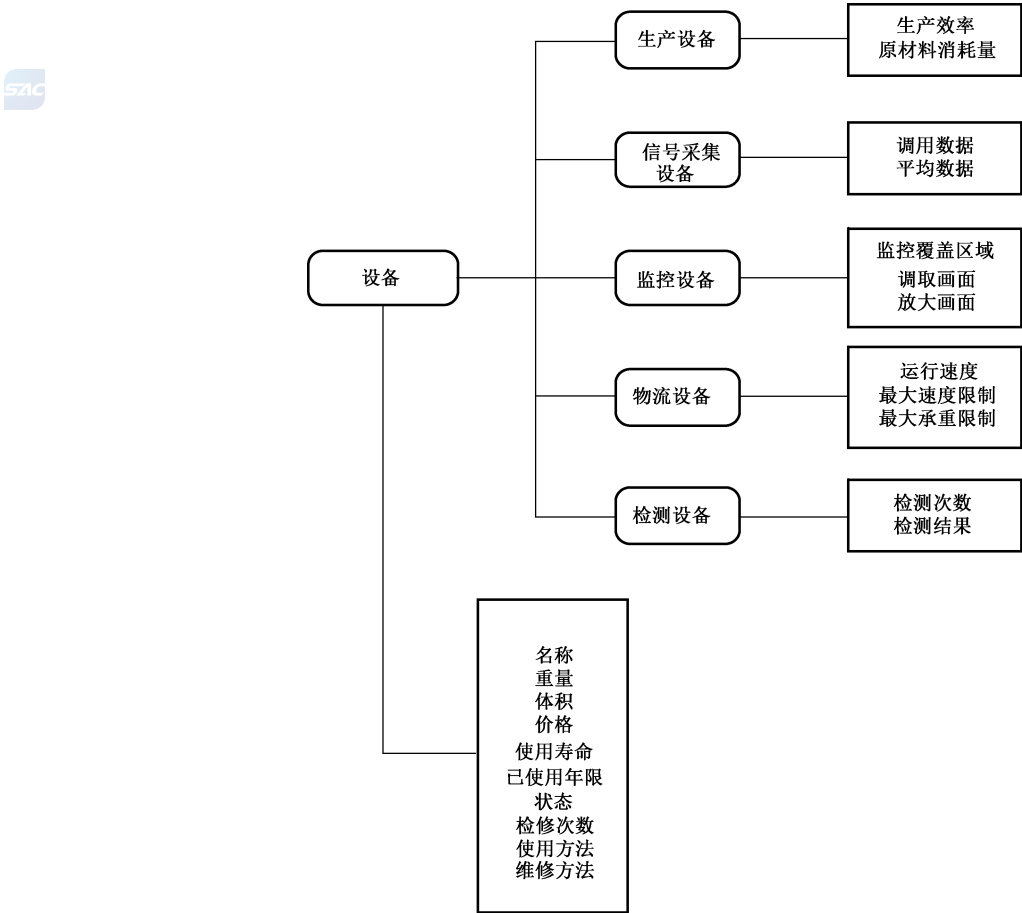 生产设备
生产效率
原材料消耗量
SAC
信号采集
设备
调用数据
平均数据
设备
监控设备
监控覆盖区域
调取画面
放大画面
物流设备
运行速度
最大速度限制
最大承重限制
检测设备
检测次数
检测结果
名称
重量
体积
价格
使用寿命
已使用年限
状态
检修次数
使用方法
维修方法